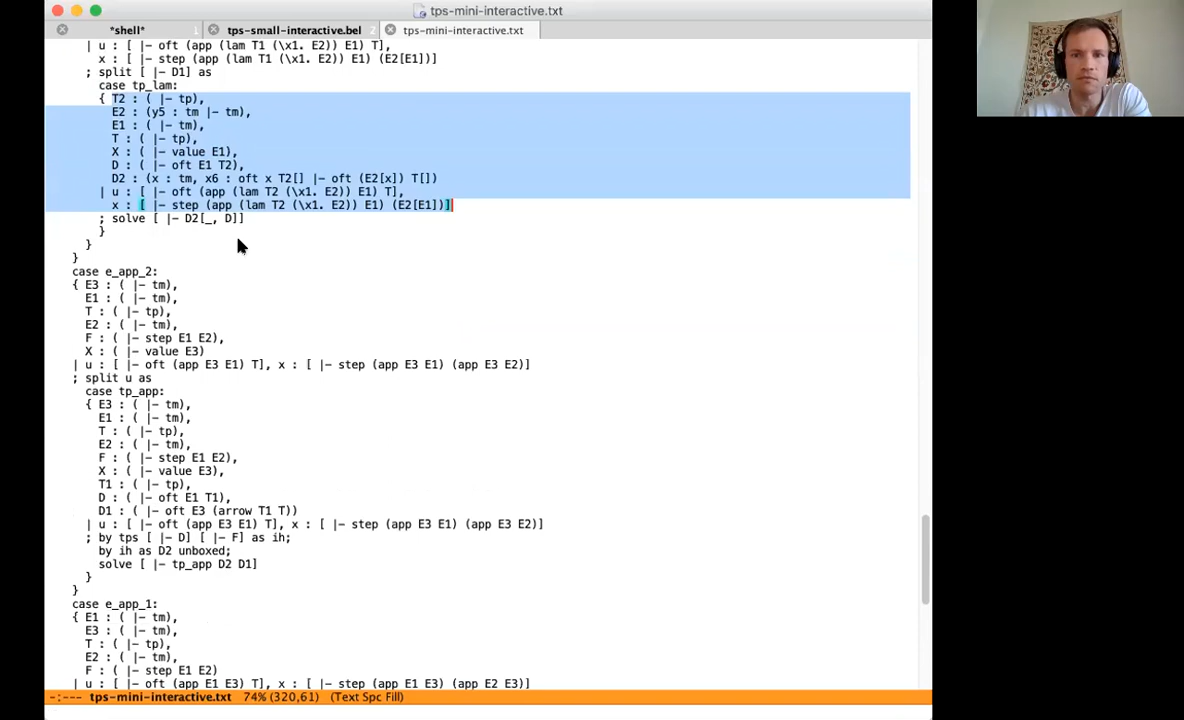 tps-mini-interactive.txt
*shell* 1 tps-small-interactive.bel 2 tps-mini-interactive.txt
| u : [ |– oft (app (lam T1 (\x1. E2)) E1) T],
x : [ |– step (app (lam T1 (\x1. E2)) E1) (E2[E1])]
; split [ |– D1] as
case tp_lam:
{ T2 : ( |– tp),
E2 : (y5 : tm |– tm),
E1 : ( |– tm),
T : ( |– tp),
X : ( |– value E1),
D : ( |– oft E1 T2),
D2 : (x : tm, x6 : oft x T2[] |– oft (E2[x]) T[])
| u : [ |– oft (app (lam T2 (\x1. E2)) E1) T],
x : [ |– step (app (lam T2 (\x1. E2)) E1) (E2[E1])]
; solve [ |– D2[_, D]]
}
}
}
case e_app_2:
{ E3 : ( |– tm),
E1 : ( |– tm),
T : ( |– tp),
E2 : ( |– tm),
F : ( |– step E1 E2),
X : ( |– value E3)
| u : [ |– oft (app E3 E1) T], x : [ |– step (app E3 E1) (app E3 E2)]
; split u as
case tp_app:
{ E3 : ( |– tm),
E1 : ( |– tm),
T : ( |– tp),
E2 : ( |– tm),
F : ( |– step E1 E2),
X : ( |– value E3),
T1 : ( |– tp),
D : ( |– oft E1 T1),
D1 : ( |– oft E3 (arrow T1 T))
| u : [ |– oft (app E3 E1) T], x : [ |– step (app E3 E1) (app E3 E2)]
; by tps [ |– D] [ |– F] as ih;
by ih as D2 unboxed;
solve [ |– tp_app D2 D1]
}
}
case e_app_1:
{ E1 : ( |– tm),
E3 : ( |– tm),
T : ( |– tp),
E2 : ( |– tm),
F : ( |– step E1 E2)
| u : [ |– oft (app E1 E3) T], x : [ |– step (app E1 E3) (app E2 E3)]
-:--- tps-mini-interactive.txt 74% (320,61) (Text Spc Fill)